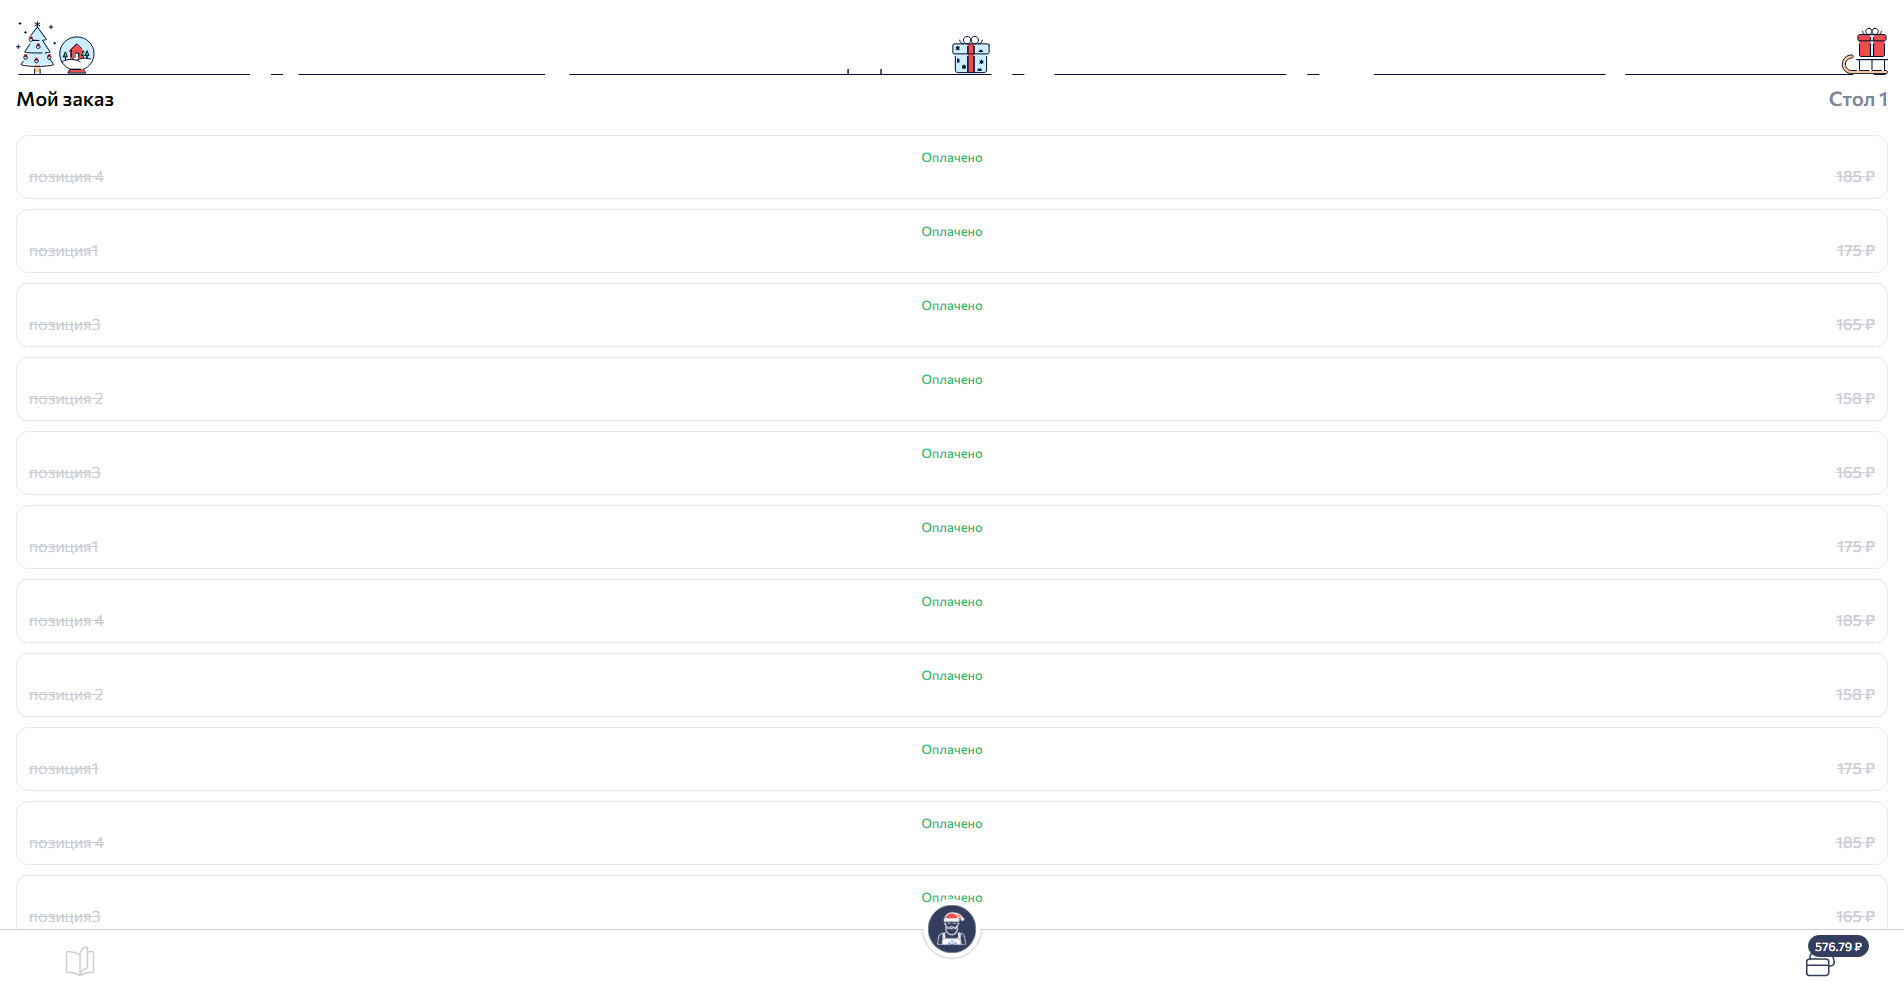 Мой заказ
Стол 1
Оплачено
позиция 4
185 ₽
Оплачено
позиция1
175 ₽
Оплачено
позиция3
165 ₽
Оплачено
позиция 2
158 ₽
Оплачено
позиция3
165 ₽
Оплачено
позиция1
175 ₽
Оплачено
позиция 4
185 ₽
Оплачено
позиция 2
158 ₽
Оплачено
позиция1
175 ₽
Оплачено
позиция 4
185 ₽
Оплачено
позиция3
165 ₽
576.79 ₽